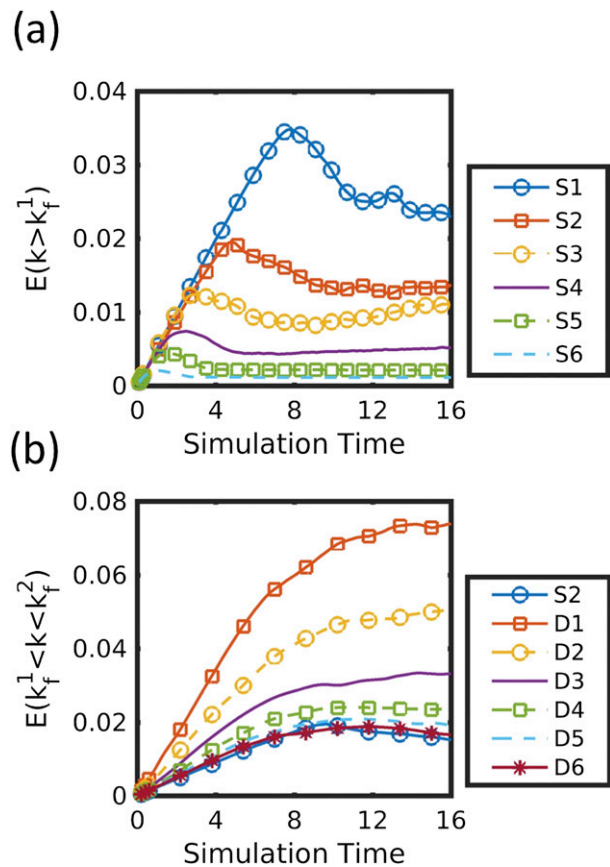 (a)
E(k>k_f^1)
0.04
0.03
0.02
0.01
0
0 4 8 12 16
Simulation Time
S1
S2
S3
S4
S5
S6
(b)
E(k_f^1<k<k_f^2)
0.08
0.06
0.04
0.02
0
0 4 8 12 16
Simulation Time
S2
D1
D2
D3
D4
D5
D6